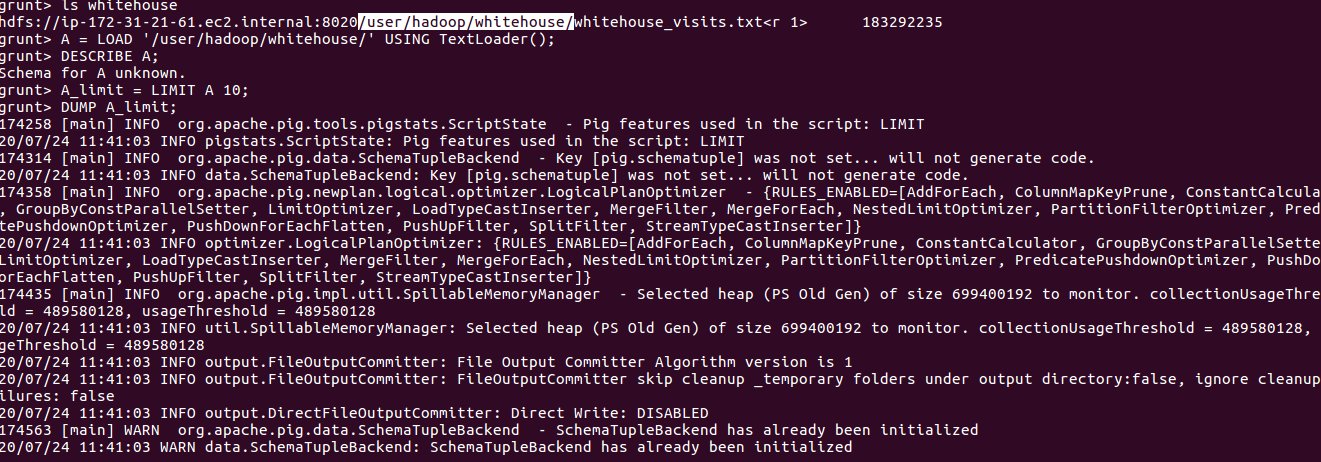 grunt> ls whitehouse
hdfs://ip-172-31-21-61.ec2.internal:8020/user/hadoop/whitehouse/whitehouse_visits.txt<r 1>      183292235
grunt> A = LOAD '/user/hadoop/whitehouse/' USING TextLoader();
grunt> DESCRIBE A;
Schema for A unknown.
grunt> A_limit = LIMIT A 10;
grunt> DUMP A_limit;
174258 [main] INFO  org.apache.pig.tools.pigstats.ScriptState  - Pig features used in the script: LIMIT
20/07/24 11:41:03 INFO pigstats.ScriptState: Pig features used in the script: LIMIT
174314 [main] INFO  org.apache.pig.data.SchemaTupleBackend  - Key [pig.schematuple] was not set... will not generate code.
20/07/24 11:41:03 INFO data.SchemaTupleBackend: Key [pig.schematuple] was not set... will not generate code.
174358 [main] INFO  org.apache.pig.newplan.logical.optimizer.LogicalPlanOptimizer  - {RULES_ENABLED=[AddForEach, ColumnMapKeyPrune, ConstantCalcula
, GroupByConstParallelSetter, LimitOptimizer, LoadTypeCastInserter, MergeFilter, MergeForEach, NestedLimitOptimizer, PartitionFilterOptimizer, Pred
tePushdownOptimizer, PushDownForEachFlatten, PushUpFilter, SplitFilter, StreamTypeCastInserter]}
20/07/24 11:41:03 INFO optimizer.LogicalPlanOptimizer: {RULES_ENABLED=[AddForEach, ColumnMapKeyPrune, ConstantCalculator, GroupByConstParallelSette
LimitOptimizer, LoadTypeCastInserter, MergeFilter, MergeForEach, NestedLimitOptimizer, PartitionFilterOptimizer, PredicatePushdownOptimizer, PushDo
orEachFlatten, PushUpFilter, SplitFilter, StreamTypeCastInserter]}
174435 [main] INFO  org.apache.pig.impl.util.SpillableMemoryManager  - Selected heap (PS Old Gen) of size 699400192 to monitor. collectionUsageThre
ld = 489580128, usageThreshold = 489580128
20/07/24 11:41:03 INFO util.SpillableMemoryManager: Selected heap (PS Old Gen) of size 699400192 to monitor. collectionUsageThreshold = 489580128,
geThreshold = 489580128
20/07/24 11:41:03 INFO output.FileOutputCommitter: File Output Committer Algorithm version is 1
20/07/24 11:41:03 INFO output.FileOutputCommitter: FileOutputCommitter skip cleanup _temporary folders under output directory:false, ignore cleanup
ilures: false
20/07/24 11:41:03 INFO output.DirectFileOutputCommitter: Direct Write: DISABLED
174563 [main] WARN  org.apache.pig.data.SchemaTupleBackend  - SchemaTupleBackend has already been initialized
20/07/24 11:41:03 WARN data.SchemaTupleBackend: SchemaTupleBackend has already been initialized